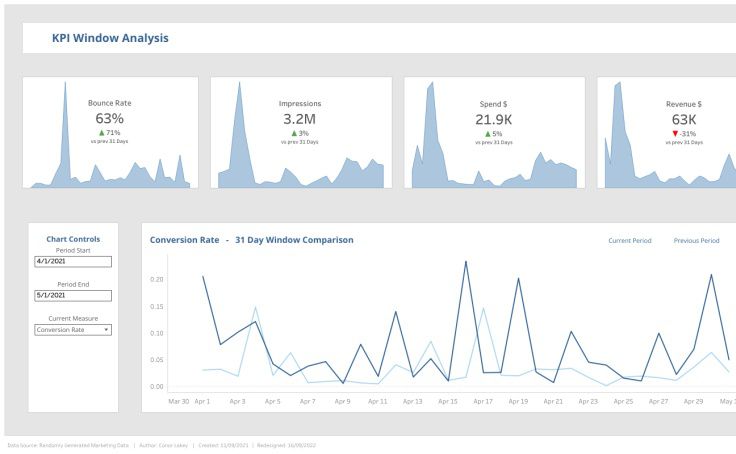 KPI Window Analysis
Bounce Rate
63%
▲ 71%
vs prev 31 Days
Impressions
3.2M
▲ 3%
vs prev 31 Days
Spend $
21.9K
▲ 5%
vs prev 31 Days
Revenue $
63K
▼ -31%
vs prev 31 Days
Chart Controls
Period Start
4/1/2021
Period End
5/1/2021
Current Measure
Conversion Rate
Conversion Rate - 31 Day Window Comparison
Current Period Previous Period
0.20
0.15
0.10
0.05
0.00
Mar 30 Apr 1 Apr 3 Apr 5 Apr 7 Apr 9 Apr 11 Apr 13 Apr 15 Apr 17 Apr 19 Apr 21 Apr 23 Apr 25 Apr 27 Apr 29 May 1
Data Source: Randomly Generated Marketing Data | Author: Conor Lakey | Created: 11/09/2021 | Redesigned: 16/08/2022